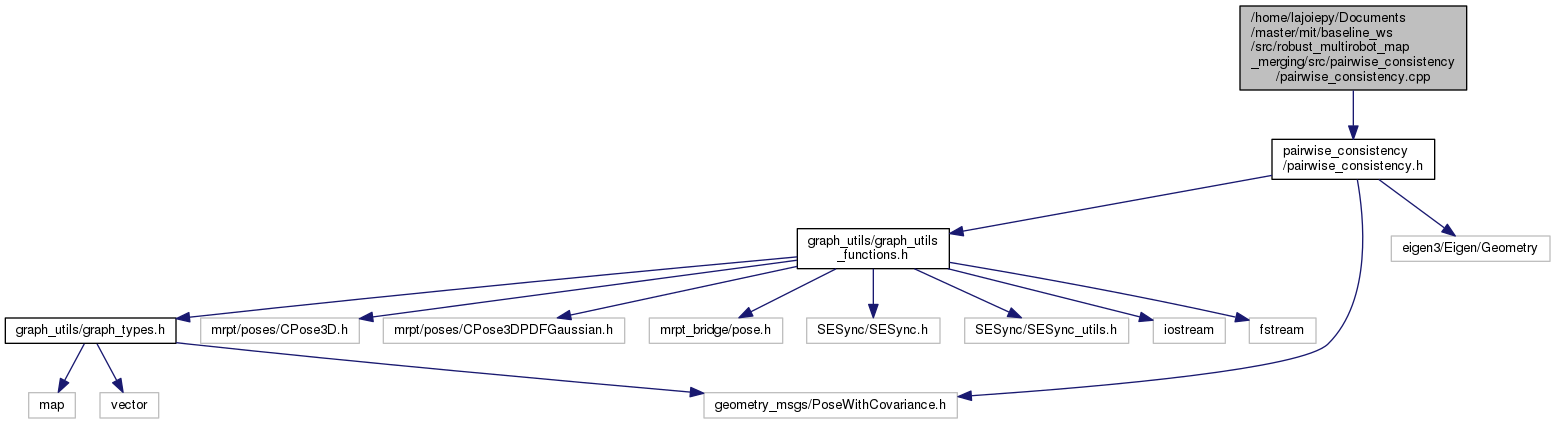 /home/lajoiepy/Documents
/master/mit/baseline_ws
/src/robust_multirobot_map
_merging/src/pairwise_consistency
/pairwise_consistency.cpp
pairwise_consistency
/pairwise_consistency.h
graph_utils/graph_utils
_functions.h
eigen3/Eigen/Geometry
graph_utils/graph_types.h
mrpt/poses/CPose3D.h
mrpt/poses/CPose3DPDFGaussian.h
mrpt_bridge/pose.h
SESync/SESync.h
SESync/SESync_utils.h
iostream
fstream
map
vector
geometry_msgs/PoseWithCovariance.h